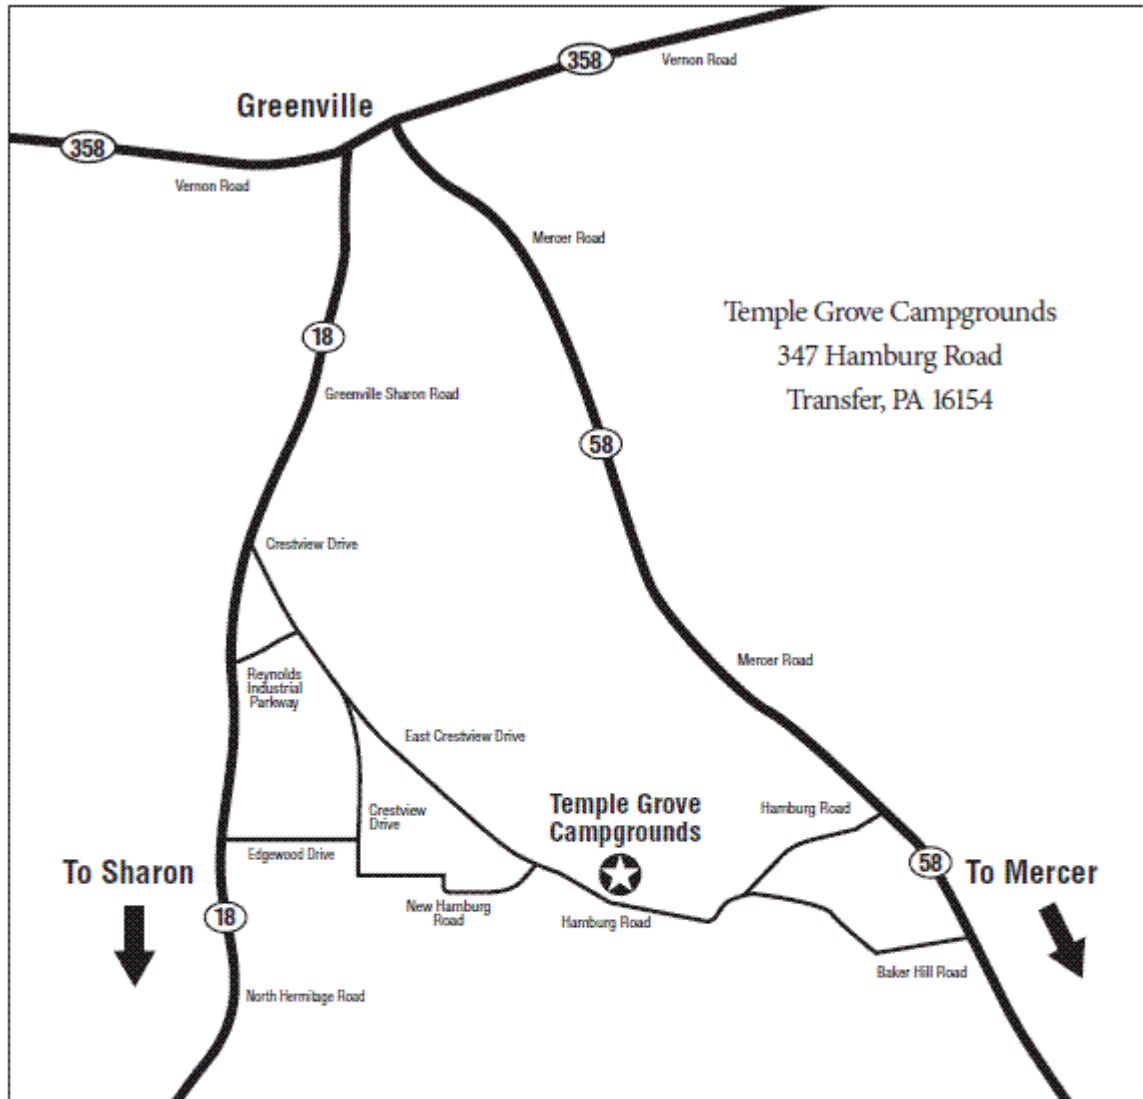 358
Vernon Road
Greenville
358
Vernon Road
Mercer Road
Temple Grove Campgrounds
347 Hamburg Road
Transfer, PA 16154
18
Greenville Sharon Road
58
Crestview Drive
Mercer Road
Reynolds
Industrial
Parkway
East Crestview Drive
Temple Grove
Campgrounds
Hamburg Road
Crestview
Drive
Edgewood Drive
To Sharon
58
To Mercer
18
New Hamburg
Road
Hamburg Road
Baker Hill Road
North Hermitage Road